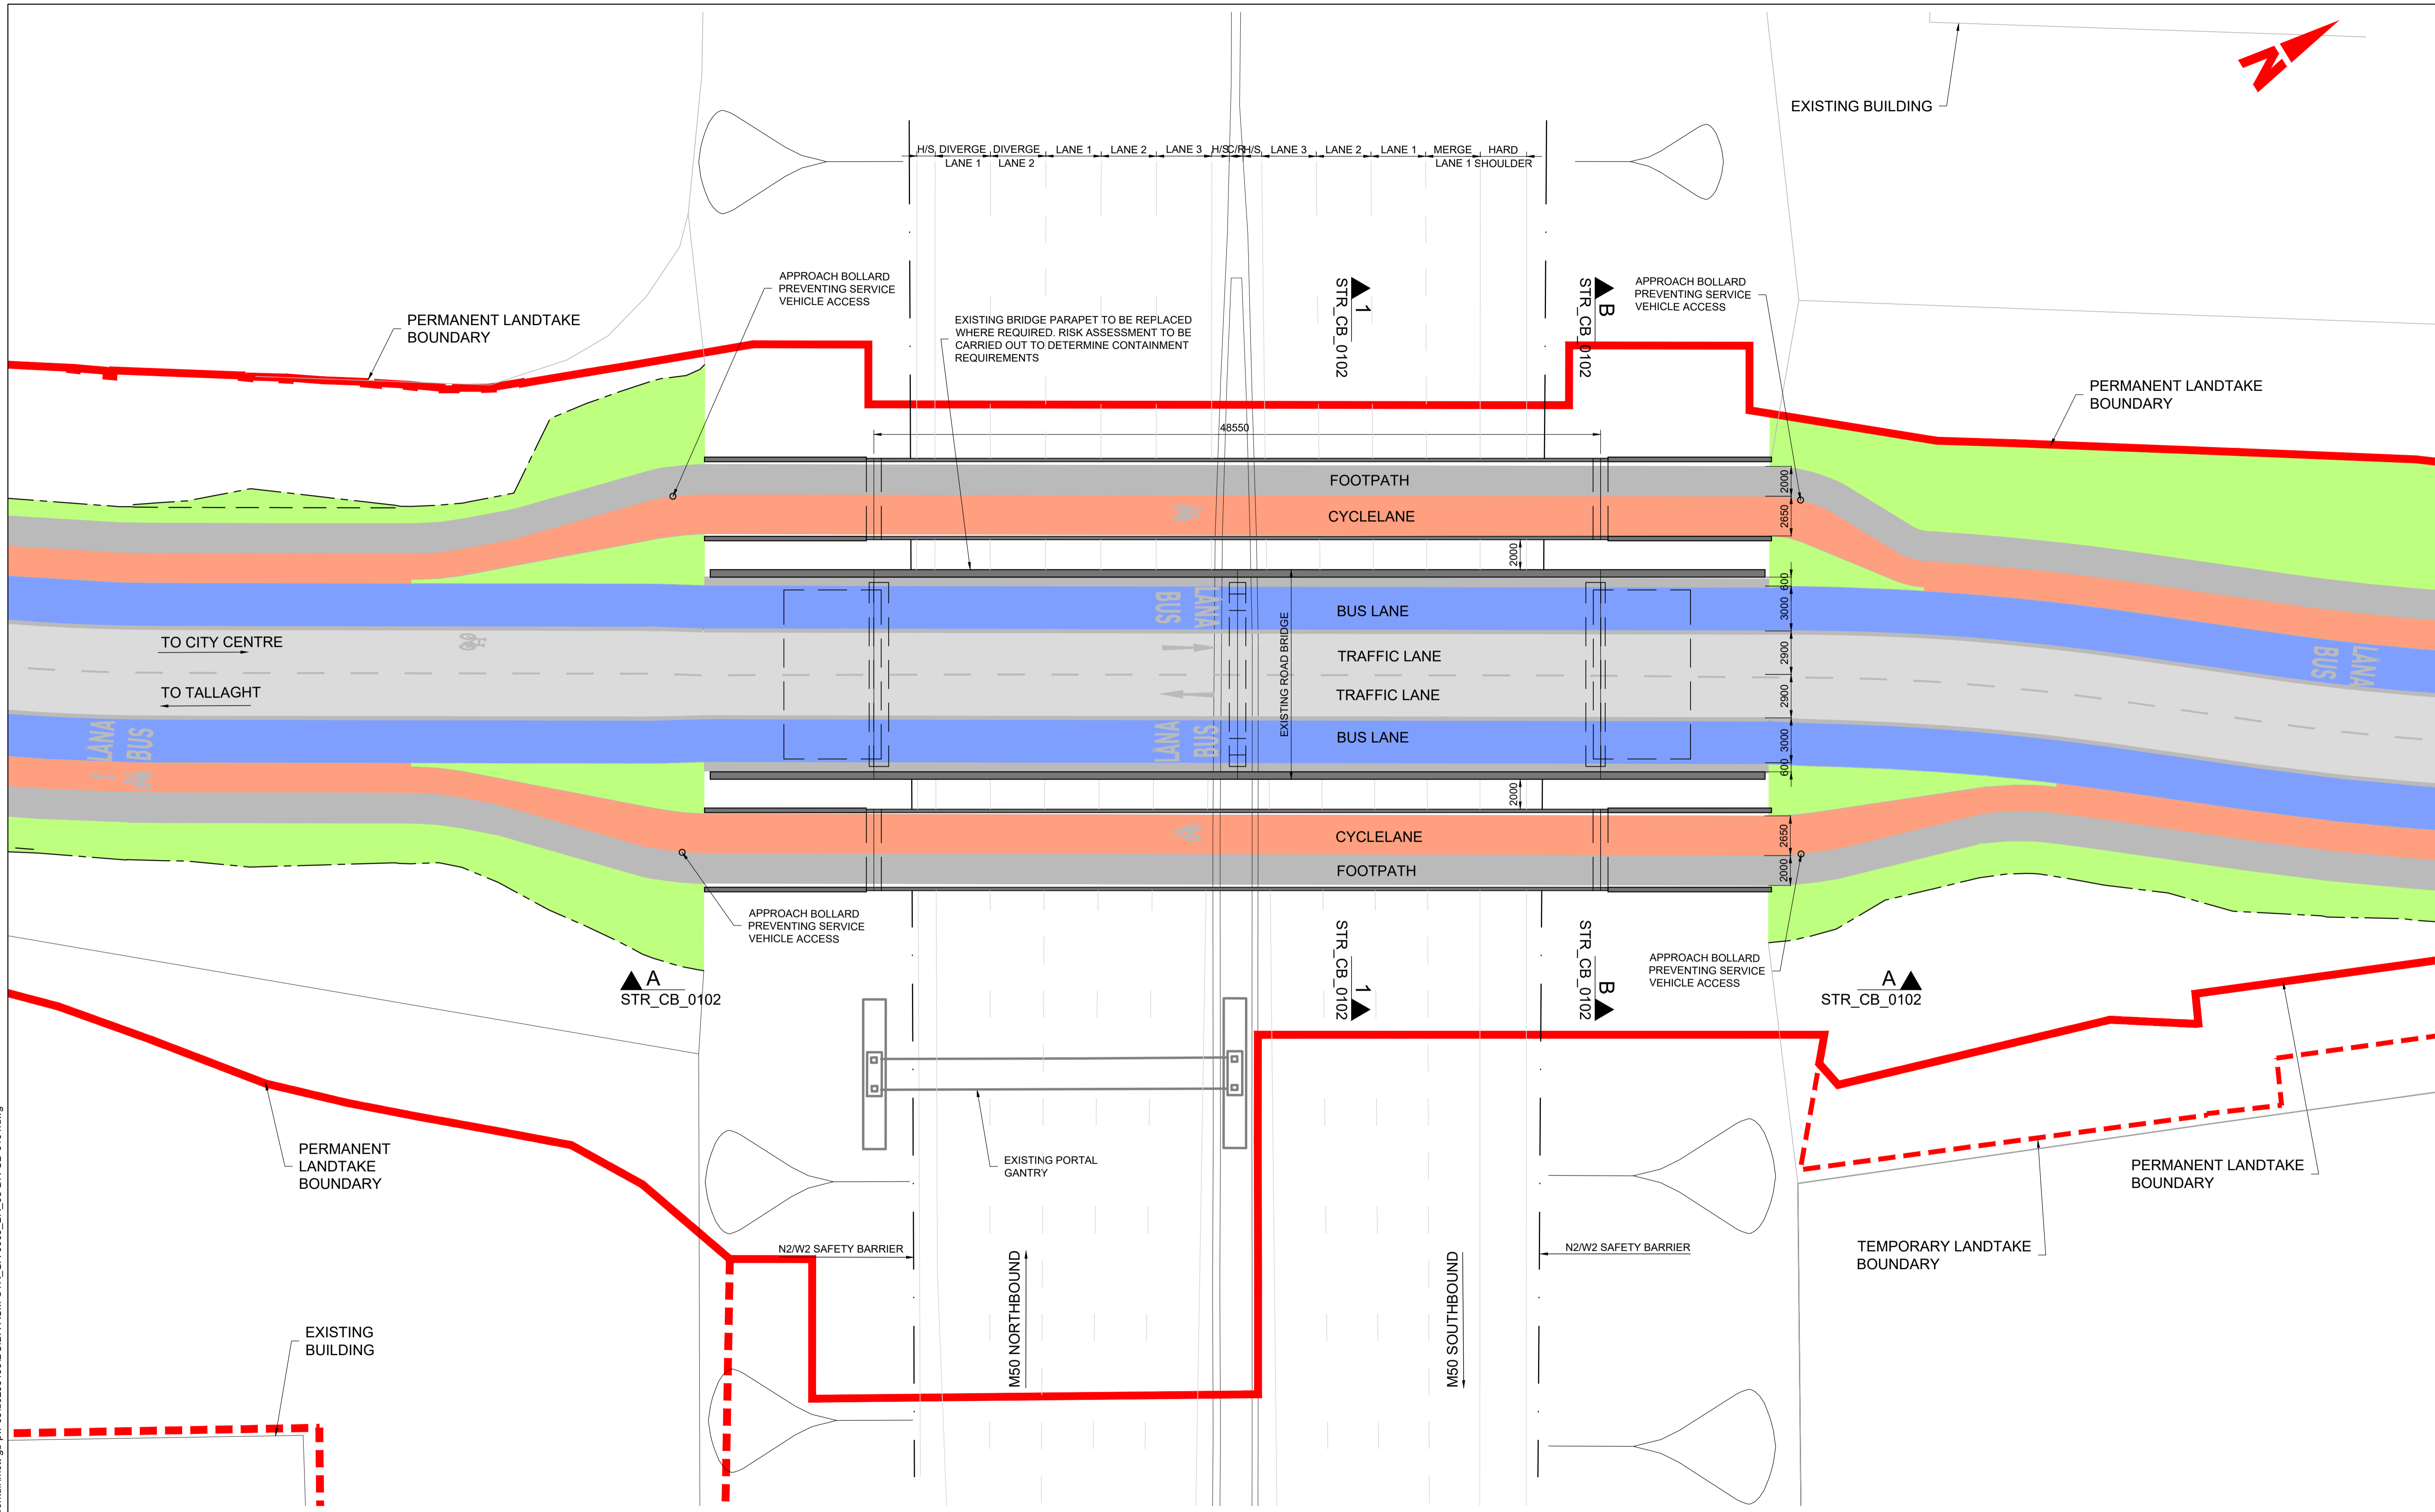 N
EXISTING BUILDING
H/S
DIVERGE
LANE 1
DIVERGE
LANE 2
LANE 1
LANE 2
LANE 3
H/S
C/R
H/S
LANE 3
LANE 2
LANE 1
MERGE
LANE 1
HARD
SHOULDER
APPROACH BOLLARD
PREVENTING SERVICE
VEHICLE ACCESS
PERMANENT LANDTAKE
BOUNDARY
EXISTING BRIDGE PARAPET TO BE REPLACED
WHERE REQUIRED. RISK ASSESSMENT TO BE
CARRIED OUT TO DETERMINE CONTAINMENT
REQUIREMENTS
1
STR_CB_0102
B
STR_CB_0102
APPROACH BOLLARD
PREVENTING SERVICE
VEHICLE ACCESS
PERMANENT LANDTAKE
BOUNDARY
48550
FOOTPATH
2000
CYCLELANE
2650
2000
600
LÁNA
BUS
BUS LANE
3000
TO CITY CENTRE
TRAFFIC LANE
2900
EXISTING ROAD BRIDGE
LÁNA
BUS
TO TALLAGHT
TRAFFIC LANE
2900
LÁNA
BUS
LÁNA
BUS
BUS LANE
3000
600
2000
CYCLELANE
2650
FOOTPATH
2000
APPROACH BOLLARD
PREVENTING SERVICE
VEHICLE ACCESS
1
STR_CB_0102
B
STR_CB_0102
APPROACH BOLLARD
PREVENTING SERVICE
VEHICLE ACCESS
A
STR_CB_0102
A
STR_CB_0102
PERMANENT
LANDTAKE
BOUNDARY
EXISTING PORTAL
GANTRY
PERMANENT LANDTAKE
BOUNDARY
N2/W2 SAFETY BARRIER
M50 NORTHBOUND
M50 SOUTHBOUND
N2/W2 SAFETY BARRIER
TEMPORARY LANDTAKE
BOUNDARY
EXISTING
BUILDING